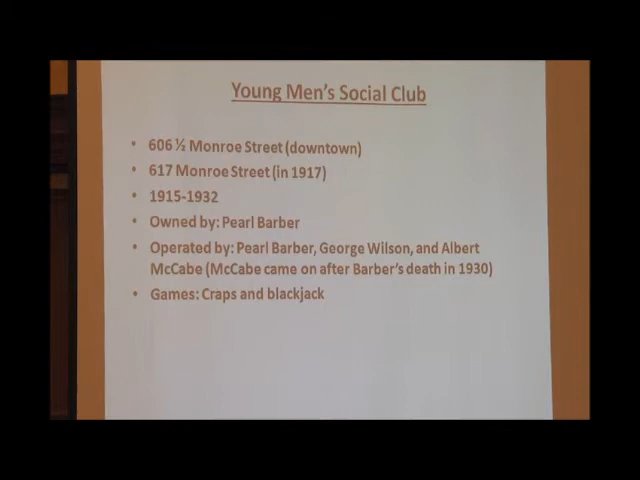 Young Men's Social Club
• 606 ½ Monroe Street (downtown)
• 617 Monroe Street (in 1917)
• 1915-1932
• Owned by: Pearl Barber
• Operated by: Pearl Barber, George Wilson, and Albert
McCabe (McCabe came on after Barber's death in 1930)
• Games: Craps and blackjack